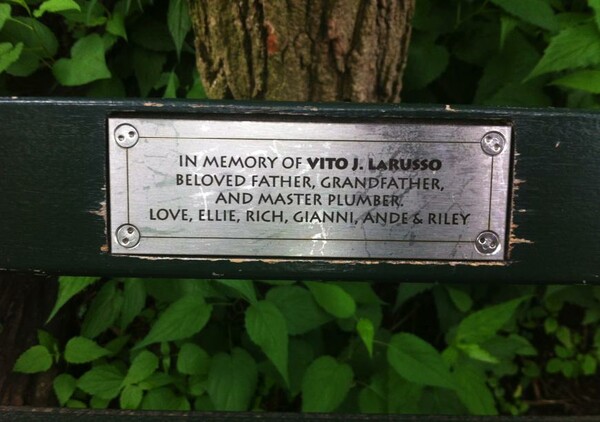 IN MEMORY OF VITO J. LARUSSO
BELOVED FATHER, GRANDFATHER,
AND MASTER PLUMBER.
LOVE, ELLIE, RICH, GIANNI, ANDE & RILEY